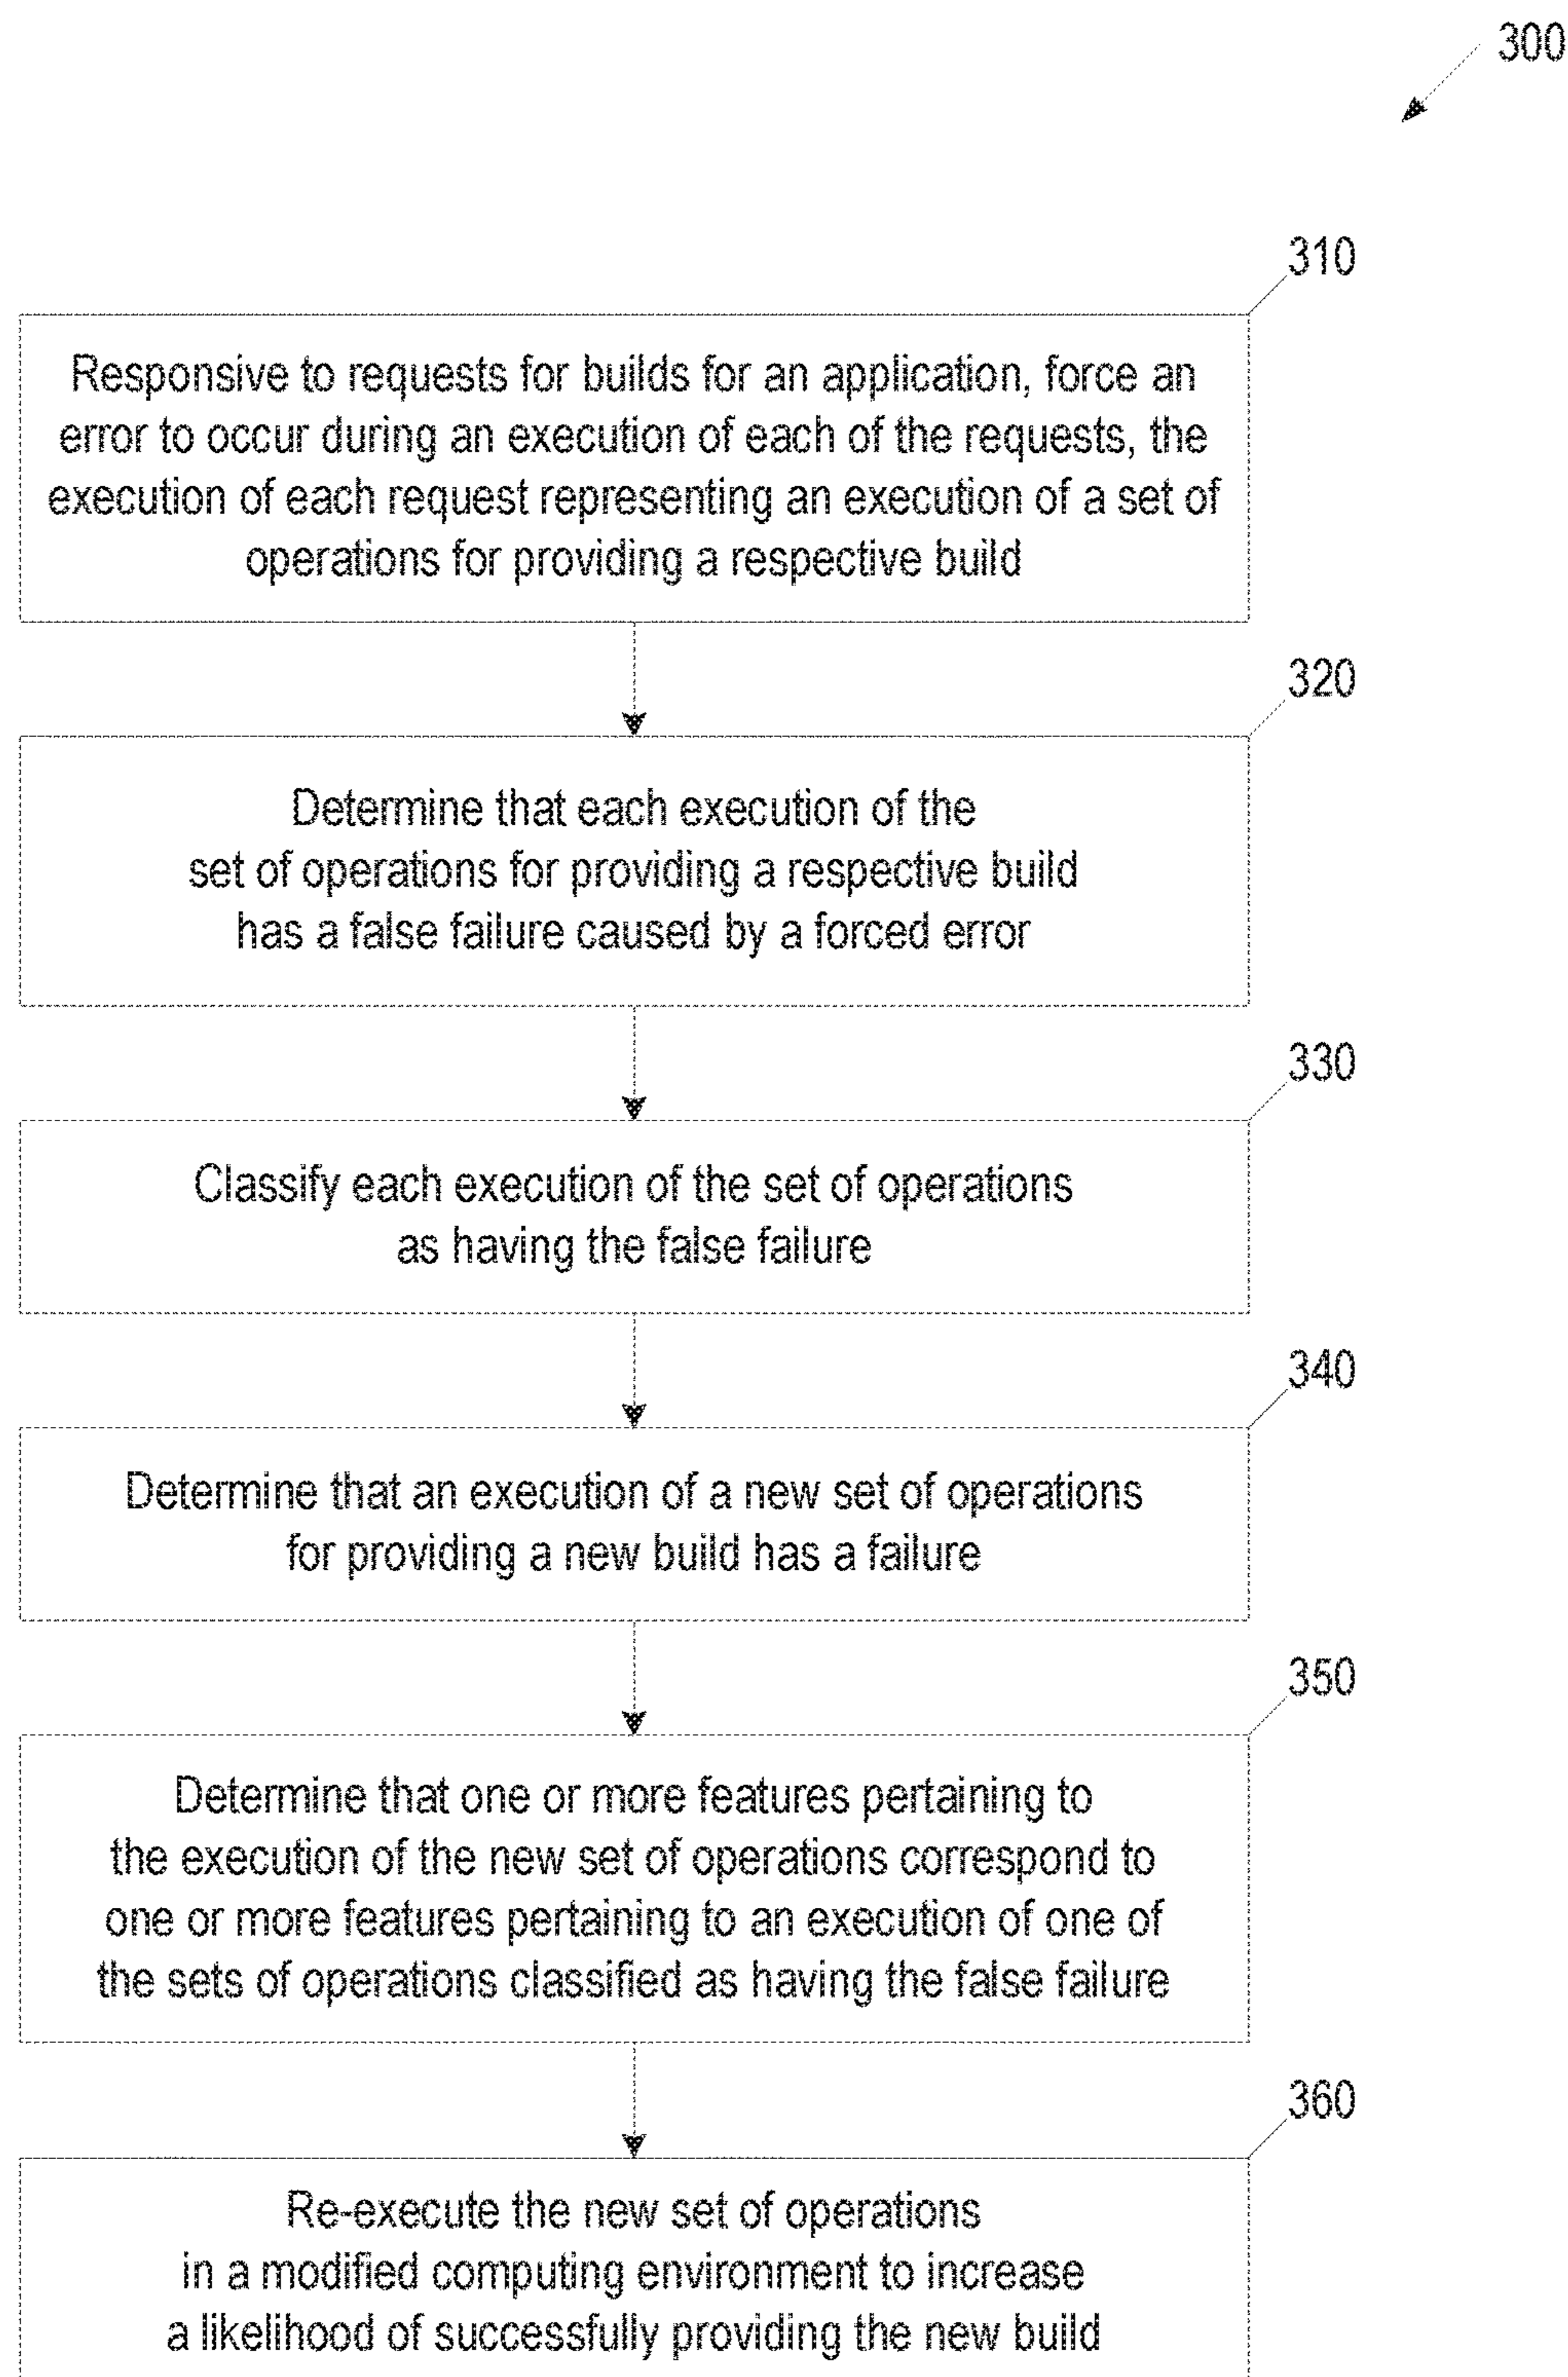 300
310
Responsive to requests for builds for an application, force an
error to occur during an execution of each of the requests, the
execution of each request representing an execution of a set of
operations for providing a respective build
320
Determine that each execution of the
set of operations for providing a respective build
has a false failure caused by a forced error
330
Classify each execution of the set of operations
as having the false failure
340
Determine that an execution of a new set of operations
for providing a new build has a failure
350
Determine that one or more features pertaining to
the execution of the new set of operations correspond to
one or more features pertaining to an execution of one of
the sets of operations classified as having the false failure
360
Re-execute the new set of operations
in a modified computing environment to increase
a likelihood of successfully providing the new build